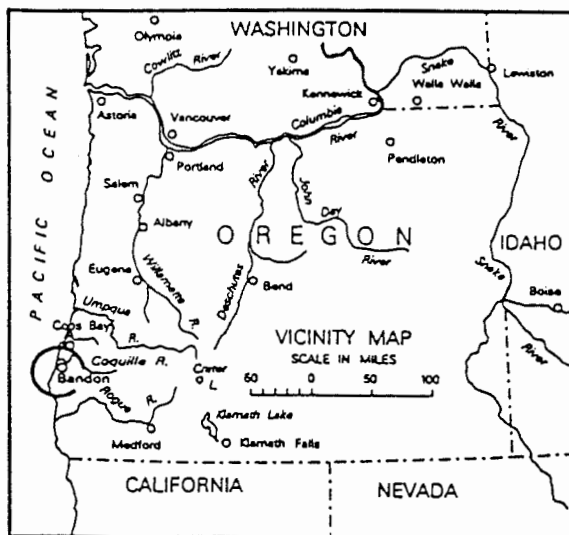 WASHINGTON
Olympia
Cowlitz River
Yakima
Snake
Lewiston
Kennewick
Walla Walla
Columbia
River
River
Astoria
Vancouver
Portland
Pendleton
PACIFIC OCEAN
Salem
River
John
Day
River
Albany
OREGON
IDAHO
Eugene
Willamette R.
Deschutes
Bend
Snake
Boise
Umpqua
R.
VICINITY MAP
SCALE IN MILES
Coos Bay
Coquille R.
Crater
L.
50 0 50 100
River
Bandon
Rogue
R.
Klamath Lake
Medford
Klamath Falls
CALIFORNIA
NEVADA